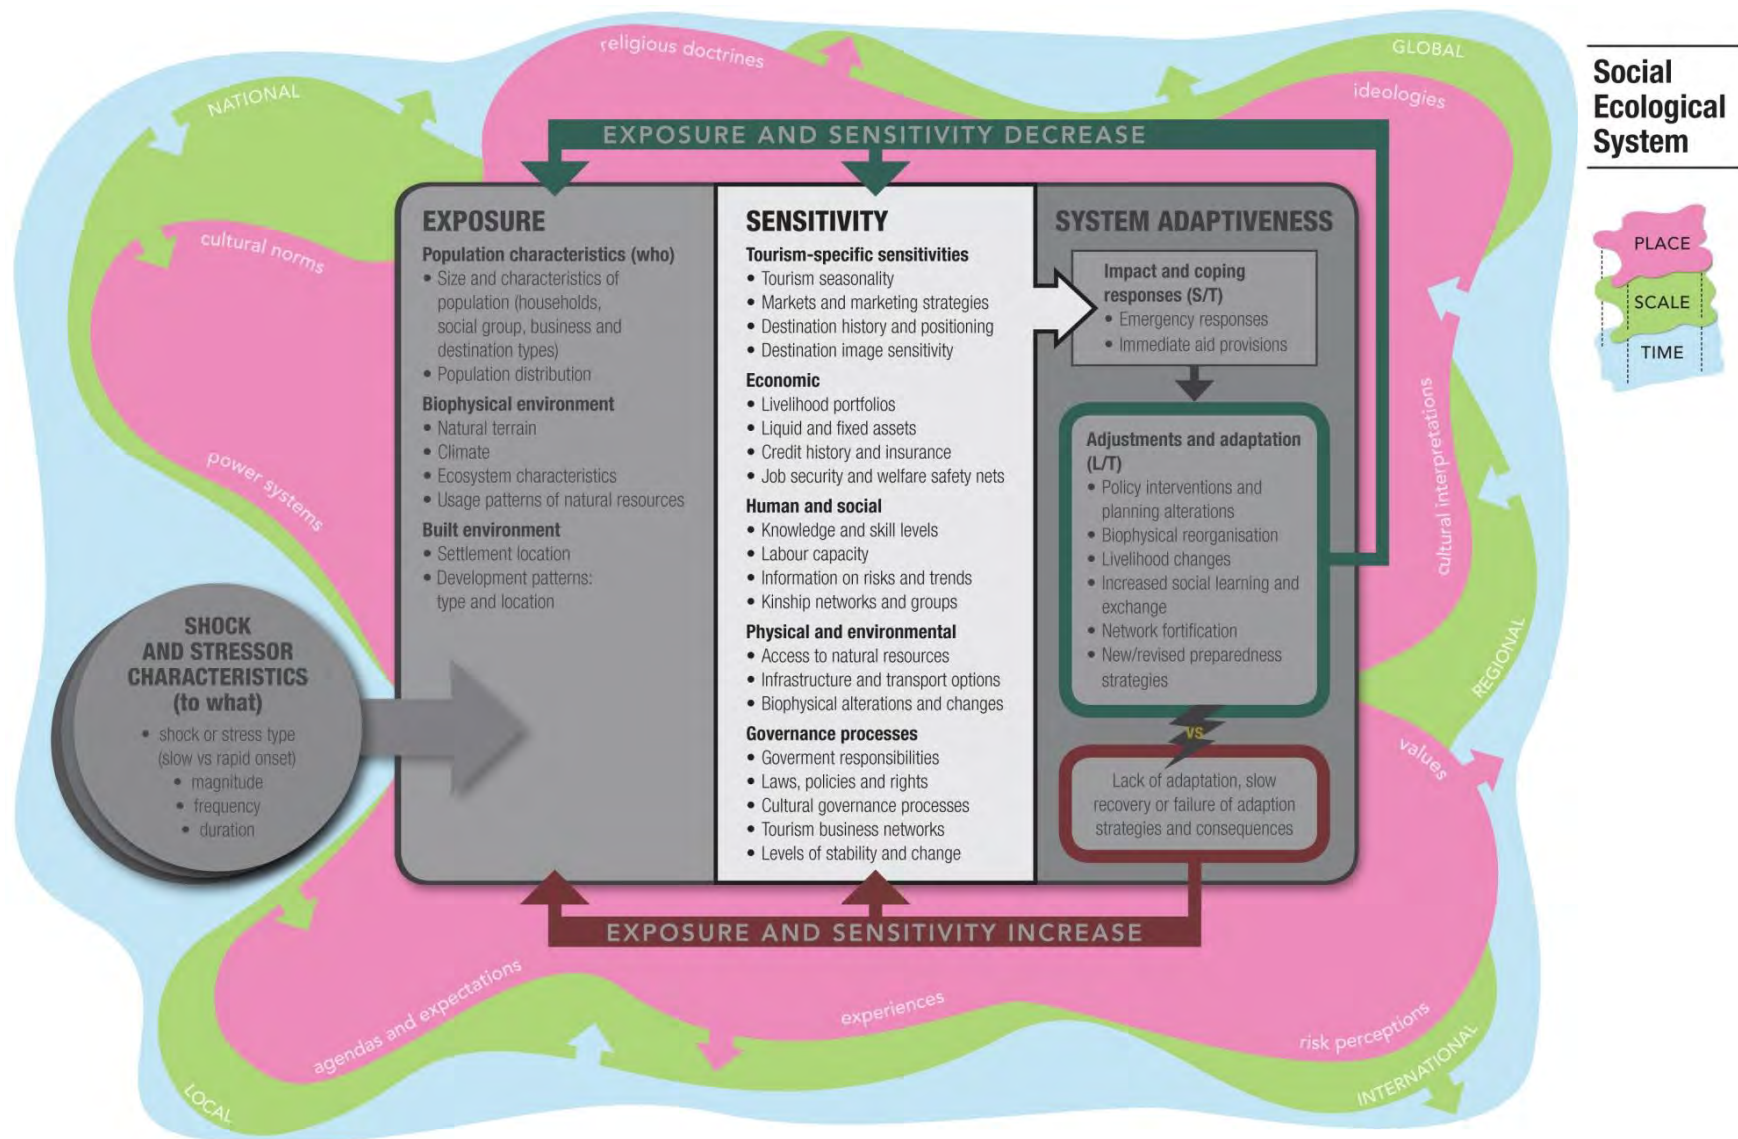 religious doctrines
GLOBAL
ideologies
NATIONAL
cultural norms
power systems
cultural interpretations
REGIONAL
values
risk perceptions
INTERNATIONAL
experiences
agendas and expectations
LOCAL
Social
Ecological
System
PLACE
SCALE
TIME
EXPOSURE AND SENSITIVITY DECREASE
SHOCK
AND STRESSOR
CHARACTERISTICS
(to what)
• shock or stress type
(slow vs rapid onset)
• magnitude
• frequency
• duration
EXPOSURE
Population characteristics (who)
• Size and characteristics of
population (households,
social group, business and
destination types)
• Population distribution
Biophysical environment
• Natural terrain
• Climate
• Ecosystem characteristics
• Usage patterns of natural resources
Built environment
• Settlement location
• Development patterns:
type and location
SENSITIVITY
Tourism-specific sensitivities
• Tourism seasonality
• Markets and marketing strategies
• Destination history and positioning
• Destination image sensitivity
Economic
• Livelihood portfolios
• Liquid and fixed assets
• Credit history and insurance
• Job security and welfare safety nets
Human and social
• Knowledge and skill levels
• Labour capacity
• Information on risks and trends
• Kinship networks and groups
Physical and environmental
• Access to natural resources
• Infrastructure and transport options
• Biophysical alterations and changes
Governance processes
• Goverment responsibilities
• Laws, policies and rights
• Cultural governance processes
• Tourism business networks
• Levels of stability and change
SYSTEM ADAPTIVENESS
Impact and coping
responses (S/T)
• Emergency responses
• Immediate aid provisions
Adjustments and adaptation
(L/T)
• Policy interventions and
planning alterations
• Biophysical reorganisation
• Livelihood changes
• Increased social learning and
exchange
• Network fortification
• New/revised preparedness
strategies
vs
Lack of adaptation, slow
recovery or failure of adaption
strategies and consequences
EXPOSURE AND SENSITIVITY INCREASE